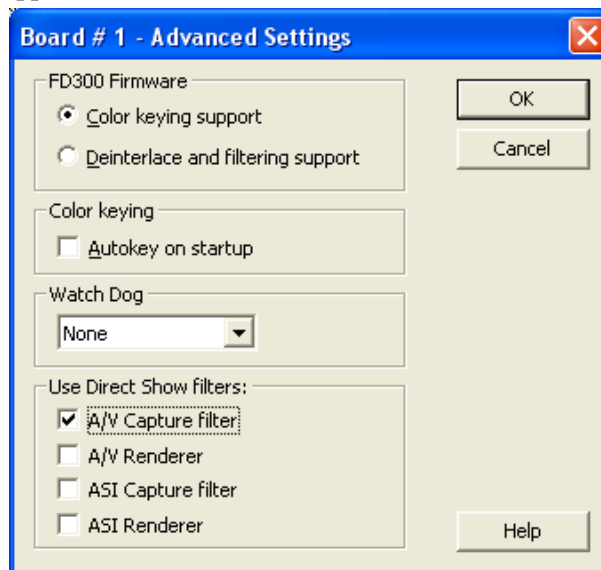 Board # 1 - Advanced Settings
FD300 Firmware
Color keying support
Deinterlace and filtering support
OK
Cancel
Color keying
Autokey on startup
Watch Dog
None
Use Direct Show filters:
A/V Capture filter
A/V Renderer
ASI Capture filter
ASI Renderer
Help